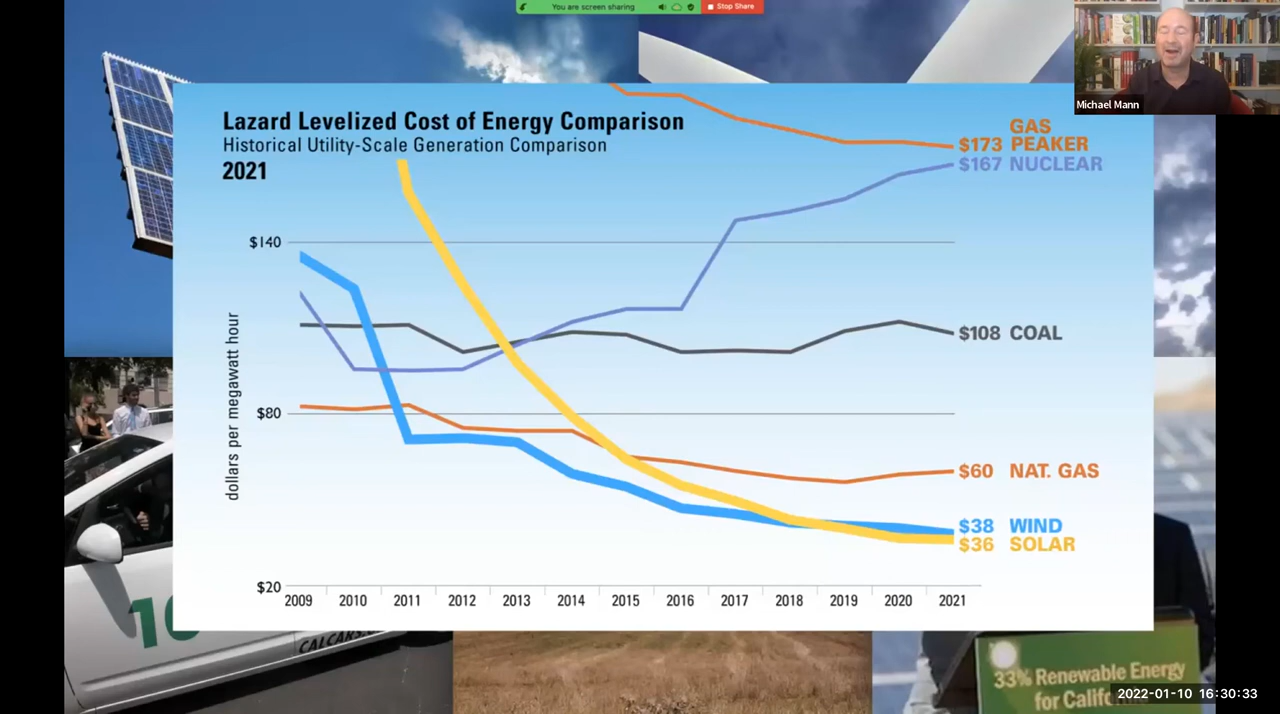 You are screen sharing
Stop Share
Michael Mann
Lazard Levelized Cost of Energy Comparison
Historical Utility-Scale Generation Comparison
2021
GAS
$173 PEAKER
$167 NUCLEAR
$140
$108 COAL
$80
$60 NAT. GAS
$38 WIND
$36 SOLAR
$20
dollars per megawatt hour
2009 2010 2011 2012 2013 2014 2015 2016 2017 2018 2019 2020 2021
10
CALCARS.
33% Renewable Energy
for Calif
2022-01-10 16:30:33